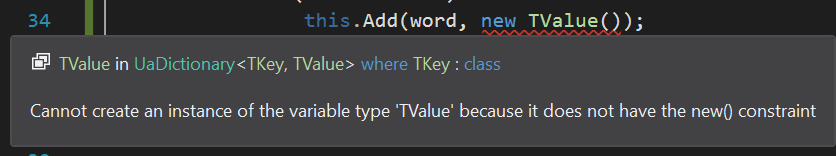 34 this.Add(word, new TValue());
TValue in UaDictionary<TKey, TValue> where TKey : class
Cannot create an instance of the variable type 'TValue' because it does not have the new() constraint